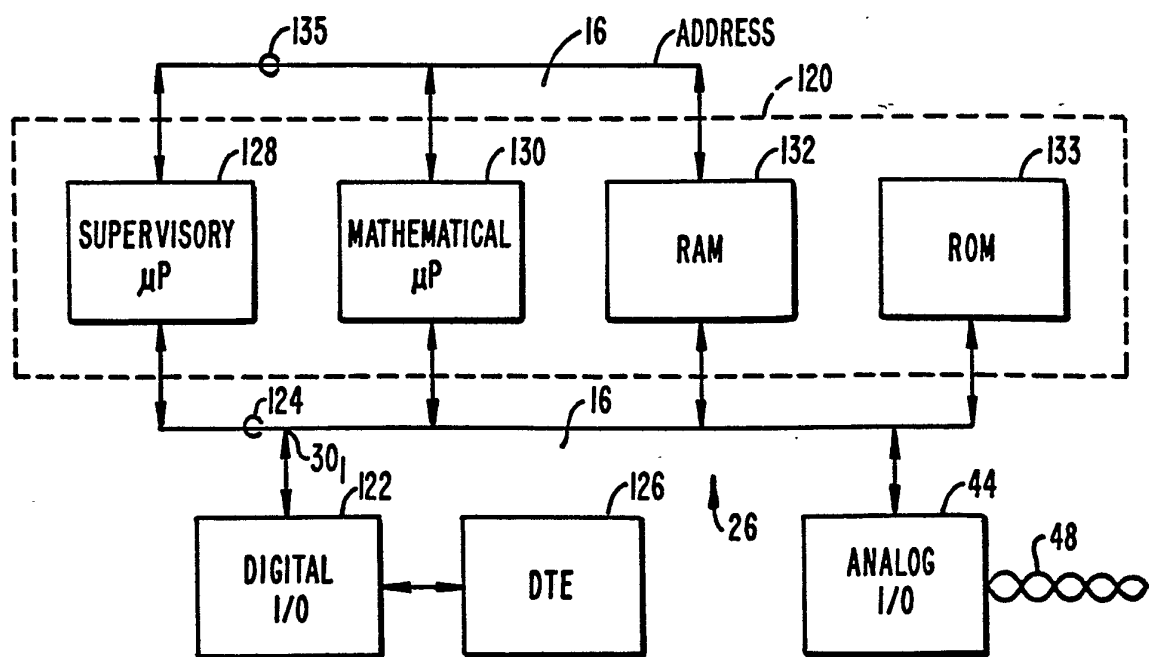 135
16
ADDRESS
120
128
130
132
133
SUPERVISORY
μP
MATHEMATICAL
μP
RAM
ROM
124
16
30₁
122
126
26
44
48
DIGITAL
I/O
DTE
ANALOG
I/O